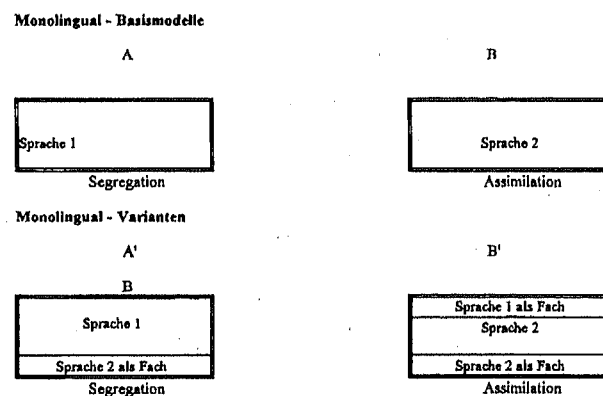 Monolingual - Basismodelle
A B
Sprache 1 Sprache 2
Segregation Assimilation
Monolingual - Varianten
A' B'
B
Sprache 1 als Fach
Sprache 1 Sprache 2
Sprache 2 als Fach Sprache 2 als Fach
Segregation Assimilation